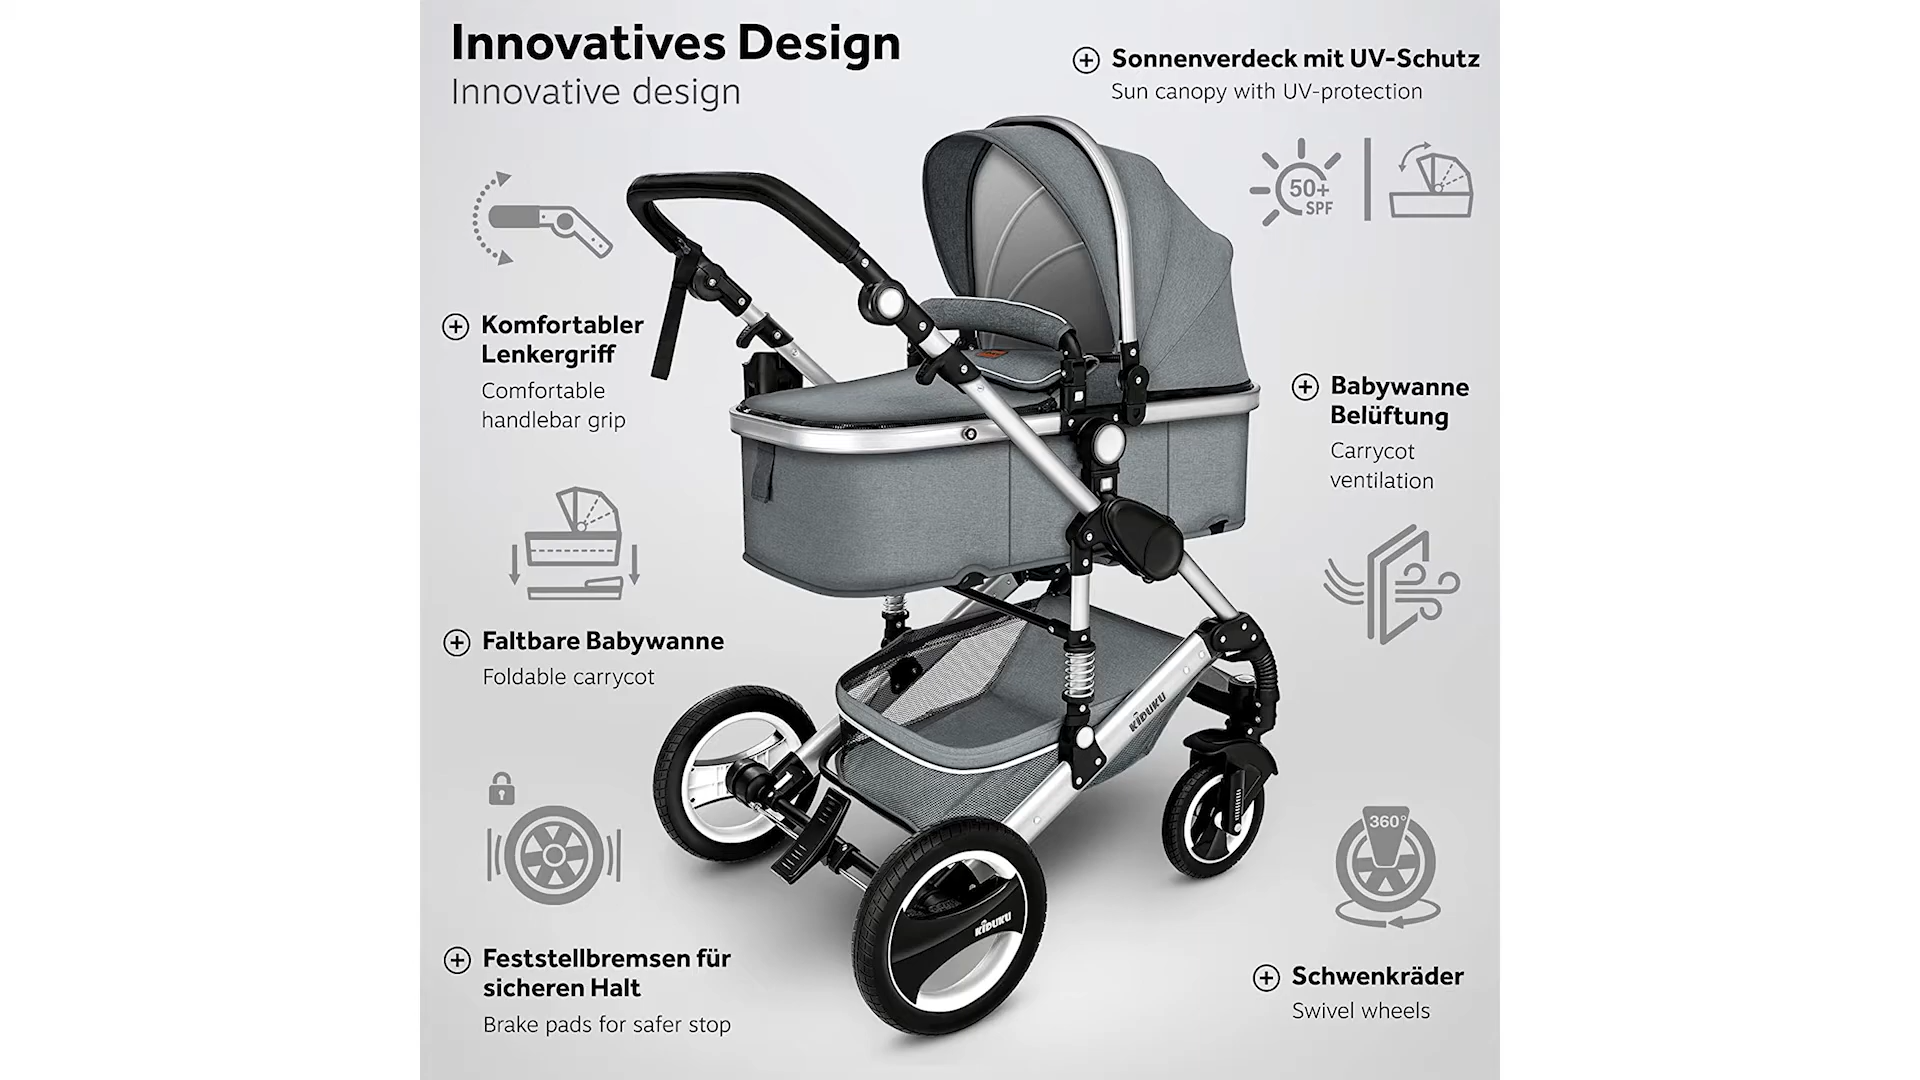 Innovatives Design
Innovative design
Sonnenverdeck mit UV-Schutz
Sun canopy with UV-protection
50+
SPF
Komfortabler
Lenkergriff
Comfortable
handlebar grip
Babywanne
Belüftung
Carrycot
ventilation
Faltbare Babywanne
Foldable carrycot
KIDUKU
360°
KIDUKU
Feststellbremsen für
sicheren Halt
Brake pads for safer stop
Schwenkräder
Swivel wheels